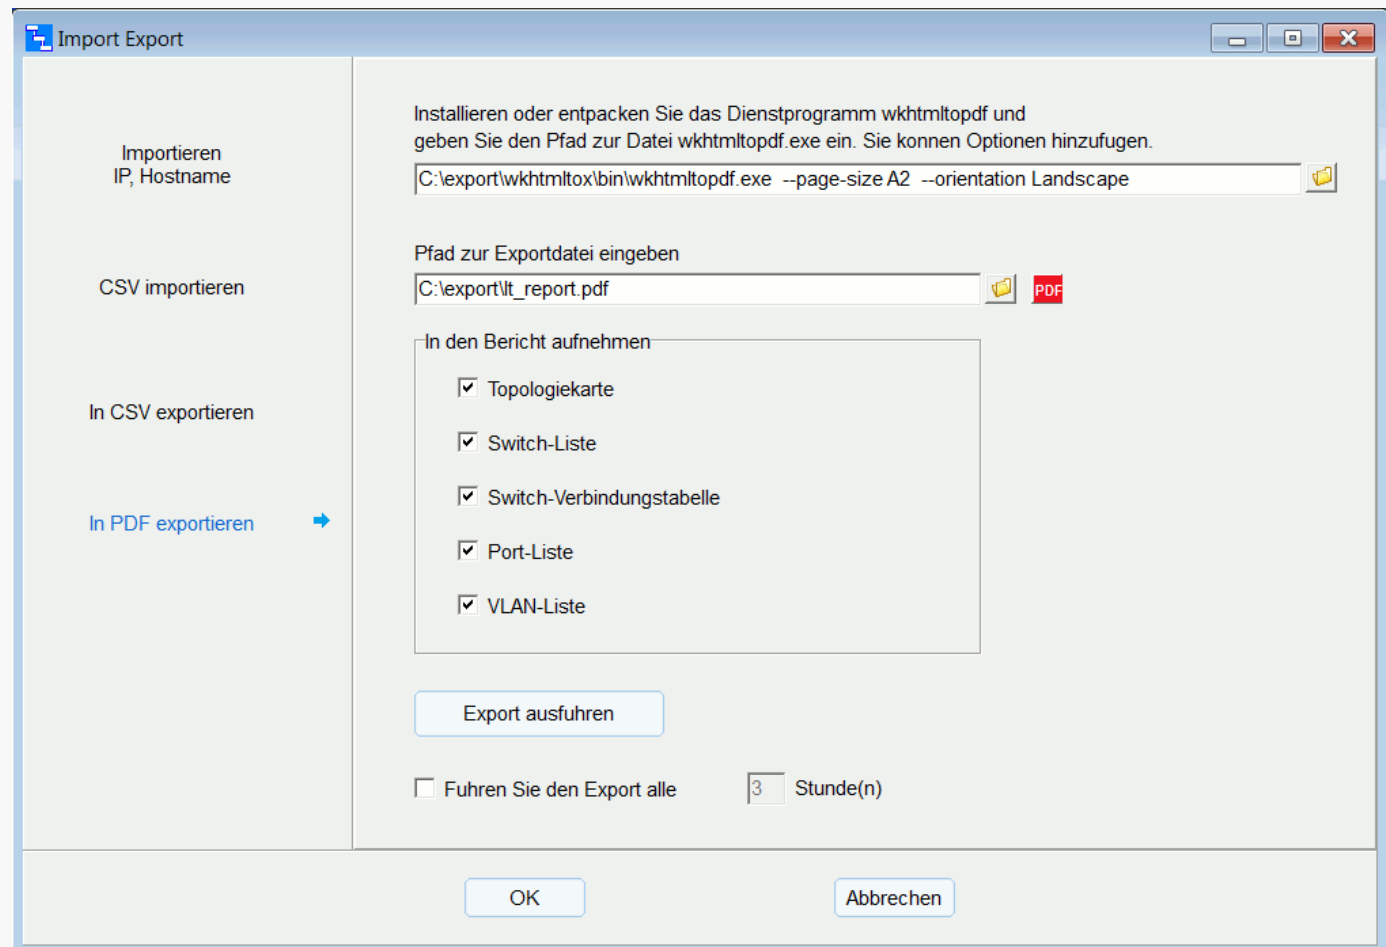 Import Export
Importieren
IP, Hostname
CSV importieren
In CSV exportieren
In PDF exportieren
Installieren oder entpacken Sie das Dienstprogramm wkhtmltopdf und
geben Sie den Pfad zur Datei wkhtmltopdf.exe ein. Sie konnen Optionen hinzufugen.
C:\export\wkhtmltox\bin\wkhtmltopdf.exe  --page-size A2  --orientation Landscape
Pfad zur Exportdatei eingeben
C:\export\lt_report.pdf
PDF
In den Bericht aufnehmen
Topologiekarte
Switch-Liste
Switch-Verbindungstabelle
Port-Liste
VLAN-Liste
Export ausfuhren
Fuhren Sie den Export alle 3 Stunde(n)
OK Abbrechen